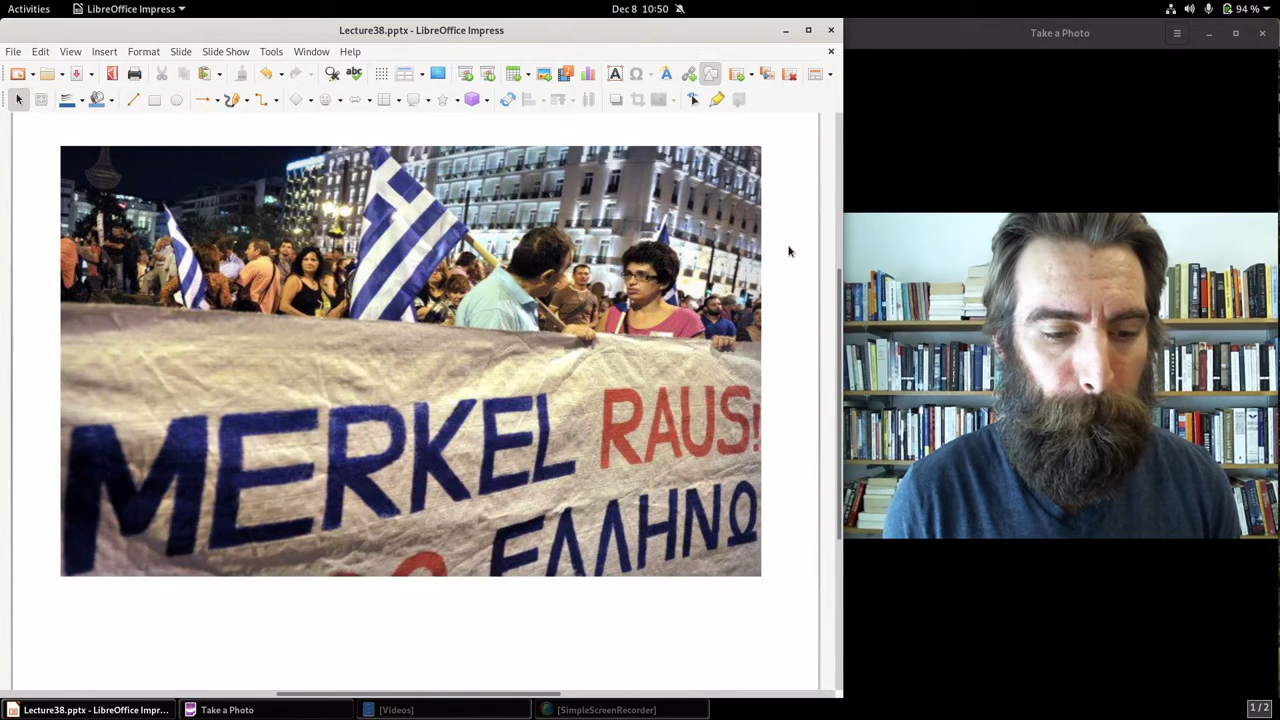 Activities LibreOffice Impress Dec 8 10:50 94 %
Lecture38.pptx - LibreOffice Impress
Take a Photo
File Edit View Insert Format Slide Slide Show Tools Window Help
MERKEL RAUS!
ΕΛΛΗΝΩ
Lecture38.pptx - LibreOffice Impr...
Take a Photo
[Videos]
[SimpleScreenRecorder]
1 / 2